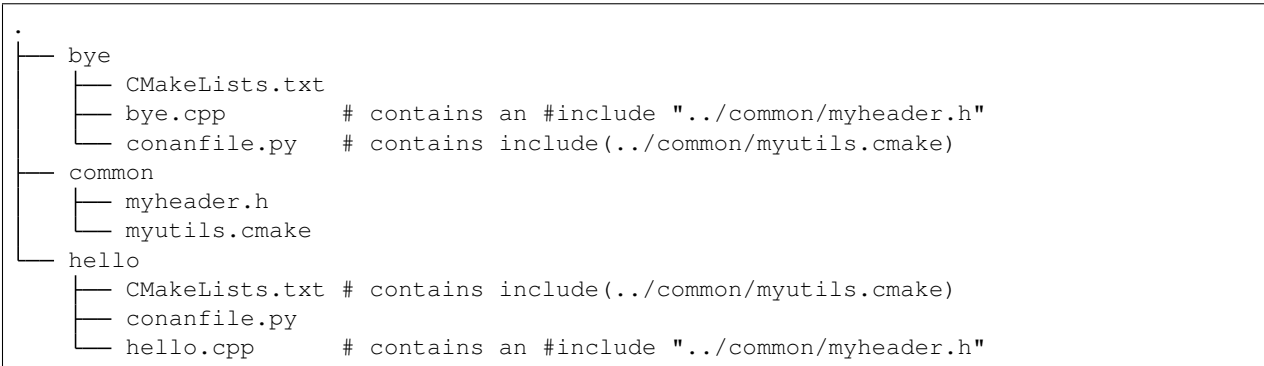 .
├── bye
│   ├── CMakeLists.txt
│   ├── bye.cpp        # contains an #include "../common/myheader.h"
│   └── conanfile.py   # contains include(../common/myutils.cmake)
├── common
│   ├── myheader.h
│   └── myutils.cmake
└── hello
    ├── CMakeLists.txt # contains include(../common/myutils.cmake)
    ├── conanfile.py
    └── hello.cpp      # contains an #include "../common/myheader.h"